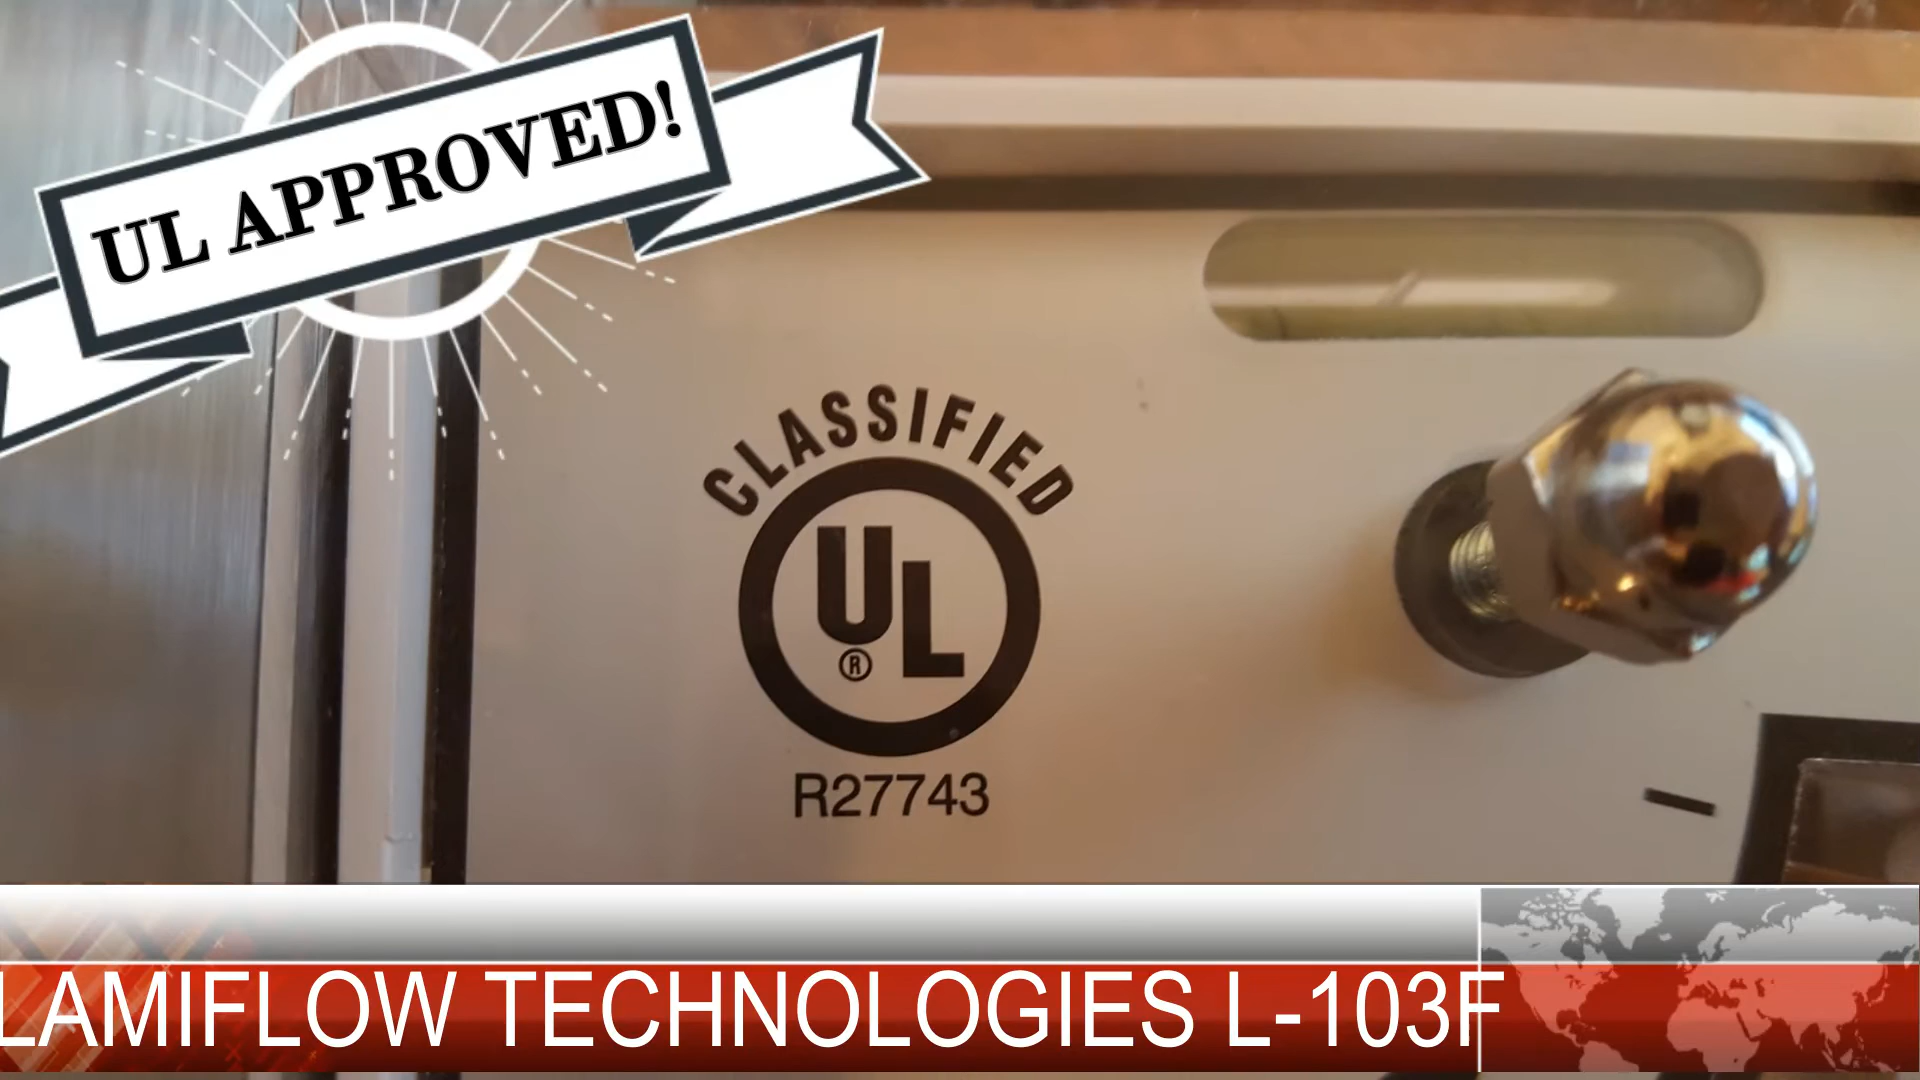 UL APPROVED!
CLASSIFIED
UL
®
R27743
LAMIFLOW TECHNOLOGIES L-103F